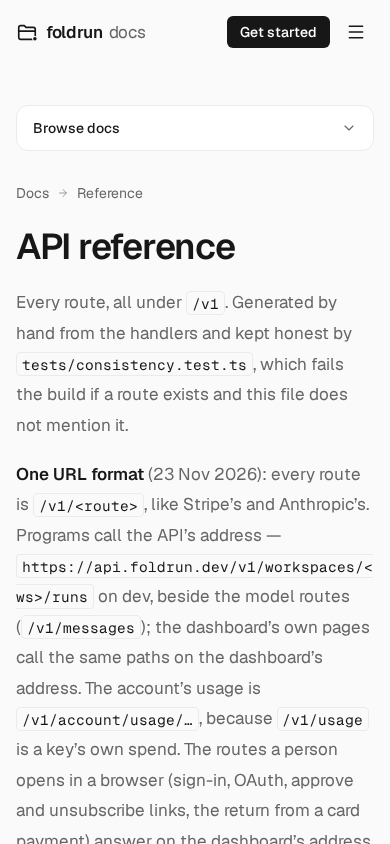 foldrun docs
Get started
Browse docs
Docs → Reference
API reference
Every route, all under /v1. Generated by
hand from the handlers and kept honest by
tests/consistency.test.ts, which fails
the build if a route exists and this file does
not mention it.
One URL format (23 Nov 2026): every route
is /v1/<route>, like Stripe’s and Anthropic’s.
Programs call the API’s address —
https://api.foldrun.dev/v1/workspaces/<
ws>/runs on dev, beside the model routes
(/v1/messages); the dashboard’s own pages
call the same paths on the dashboard’s
address. The account’s usage is
/v1/account/usage/…, because /v1/usage
is a key’s own spend. The routes a person
opens in a browser (sign-in, OAuth, approve
and unsubscribe links, the return from a card
payment) answer on the dashboard’s address